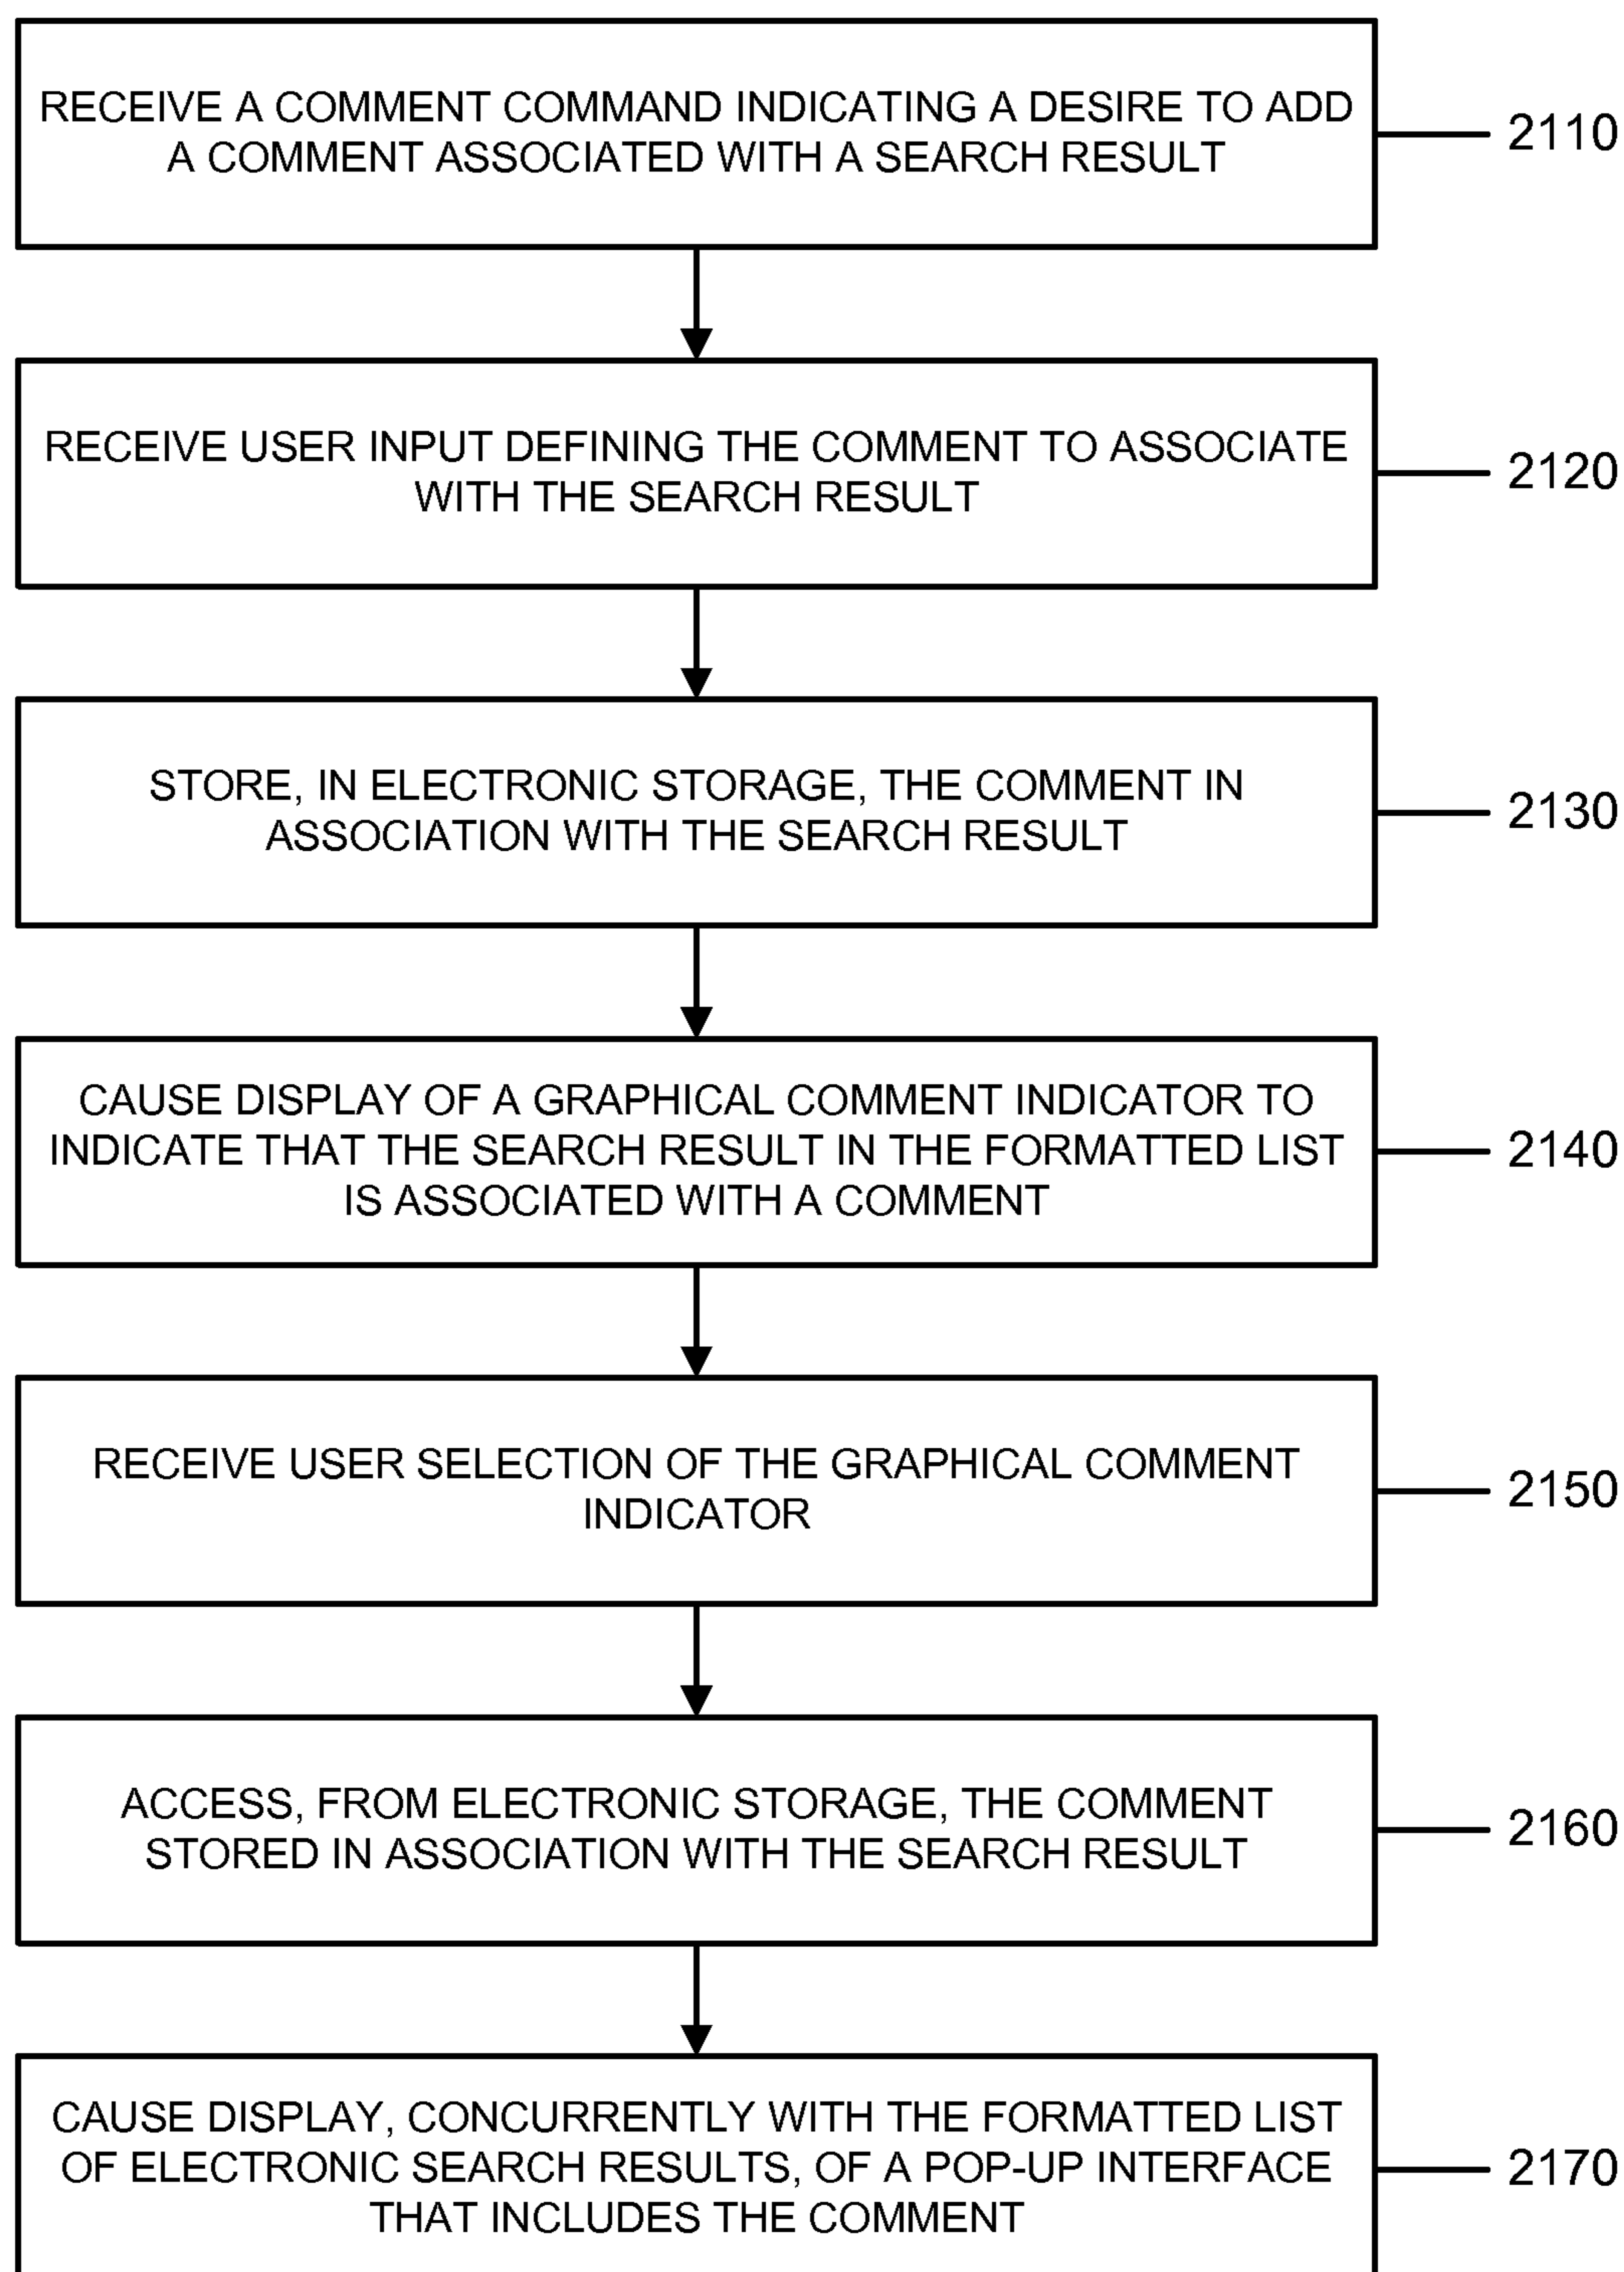 RECEIVE A COMMENT COMMAND INDICATING A DESIRE TO ADD
A COMMENT ASSOCIATED WITH A SEARCH RESULT
2110
RECEIVE USER INPUT DEFINING THE COMMENT TO ASSOCIATE
WITH THE SEARCH RESULT
2120
STORE, IN ELECTRONIC STORAGE, THE COMMENT IN
ASSOCIATION WITH THE SEARCH RESULT
2130
CAUSE DISPLAY OF A GRAPHICAL COMMENT INDICATOR TO
INDICATE THAT THE SEARCH RESULT IN THE FORMATTED LIST
IS ASSOCIATED WITH A COMMENT
2140
RECEIVE USER SELECTION OF THE GRAPHICAL COMMENT
INDICATOR
2150
ACCESS, FROM ELECTRONIC STORAGE, THE COMMENT
STORED IN ASSOCIATION WITH THE SEARCH RESULT
2160
CAUSE DISPLAY, CONCURRENTLY WITH THE FORMATTED LIST
OF ELECTRONIC SEARCH RESULTS, OF A POP-UP INTERFACE
THAT INCLUDES THE COMMENT
2170